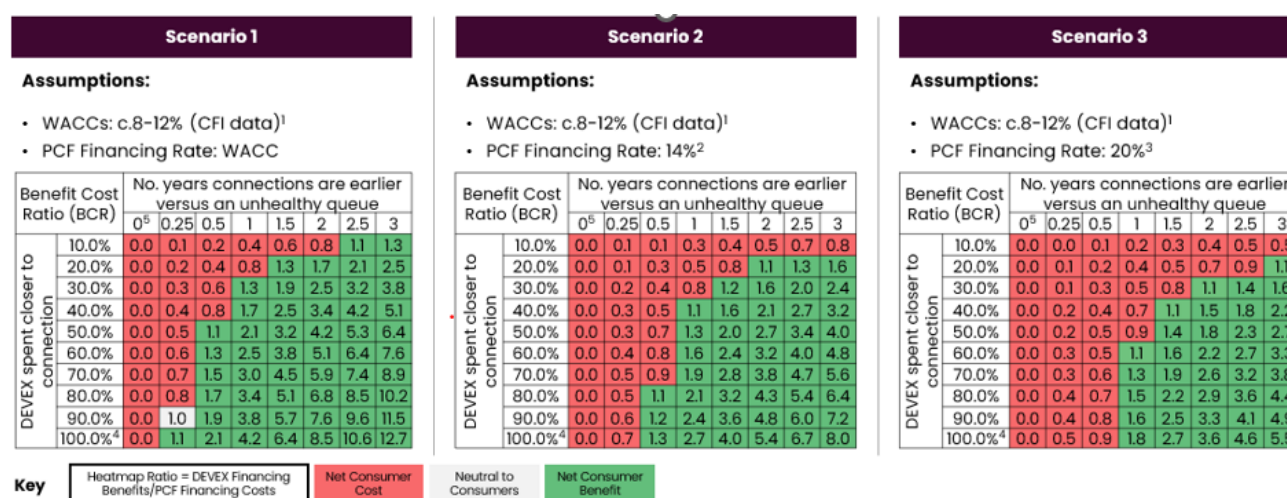 Scenario 1
Assumptions:
• WACCs: c.8-12% (CFI data)¹
• PCF Financing Rate: WACC
Benefit Cost
Ratio (BCR)
No. years connections are earlier
versus an unhealthy queue
0⁵ 0.25 0.5 1 1.5 2 2.5 3
DEVEX spent closer to
connection
10.0% 0.0 0.1 0.2 0.4 0.6 0.8 1.1 1.3
20.0% 0.0 0.2 0.4 0.8 1.3 1.7 2.1 2.5
30.0% 0.0 0.3 0.6 1.3 1.9 2.5 3.2 3.8
40.0% 0.0 0.4 0.8 1.7 2.5 3.4 4.2 5.1
50.0% 0.0 0.5 1.1 2.1 3.2 4.2 5.3 6.4
60.0% 0.0 0.6 1.3 2.5 3.8 5.1 6.4 7.6
70.0% 0.0 0.7 1.5 3.0 4.5 5.9 7.4 8.9
80.0% 0.0 0.8 1.7 3.4 5.1 6.8 8.5 10.2
90.0% 0.0 1.0 1.9 3.8 5.7 7.6 9.6 11.5
100.0%⁴ 0.0 1.1 2.1 4.2 6.4 8.5 10.6 12.7
Scenario 2
Assumptions:
• WACCs: c.8-12% (CFI data)¹
• PCF Financing Rate: 14%²
Benefit Cost
Ratio (BCR)
No. years connections are earlier
versus an unhealthy queue
0⁵ 0.25 0.5 1 1.5 2 2.5 3
DEVEX spent closer to
connection
10.0% 0.0 0.1 0.1 0.3 0.4 0.5 0.7 0.8
20.0% 0.0 0.1 0.3 0.5 0.8 1.1 1.3 1.6
30.0% 0.0 0.2 0.4 0.8 1.2 1.6 2.0 2.4
40.0% 0.0 0.3 0.5 1.1 1.6 2.1 2.7 3.2
50.0% 0.0 0.3 0.7 1.3 2.0 2.7 3.4 4.0
60.0% 0.0 0.4 0.8 1.6 2.4 3.2 4.0 4.8
70.0% 0.0 0.5 0.9 1.9 2.8 3.8 4.7 5.6
80.0% 0.0 0.5 1.1 2.1 3.2 4.3 5.4 6.4
90.0% 0.0 0.6 1.2 2.4 3.6 4.8 6.0 7.2
100.0%⁴ 0.0 0.7 1.3 2.7 4.0 5.4 6.7 8.0
Scenario 3
Assumptions:
• WACCs: c.8-12% (CFI data)¹
• PCF Financing Rate: 20%³
Benefit Cost
Ratio (BCR)
No. years connections are earlier
versus an unhealthy queue
0⁵ 0.25 0.5 1 1.5 2 2.5 3
DEVEX spent closer to
connection
10.0% 0.0 0.0 0.1 0.2 0.3 0.4 0.5
20.0% 0.0 0.1 0.2 0.4 0.5 0.7 0.9 1.1
30.0% 0.0 0.1 0.3 0.5 0.8 1.1 1.4
40.0% 0.0 0.2 0.4 0.7 1.1 1.5 1.8
50.0% 0.0 0.2 0.5 0.9 1.4 1.8 2.3
60.0% 0.0 0.3 0.5 1.1 1.6 2.2 2.7
70.0% 0.0 0.3 0.6 1.3 1.9 2.6 3.2
80.0% 0.0 0.4 0.7 1.5 2.2 2.9 3.6
90.0% 0.0 0.4 0.8 1.6 2.5 3.3 4.1
100.0%⁴ 0.0 0.5 0.9 1.8 2.7 3.6 4.6
Key
Heatmap Ratio = DEVEX Financing
Benefits/PCF Financing Costs
Net Consumer
Cost
Neutral to
Consumers
Net Consumer
Benefit